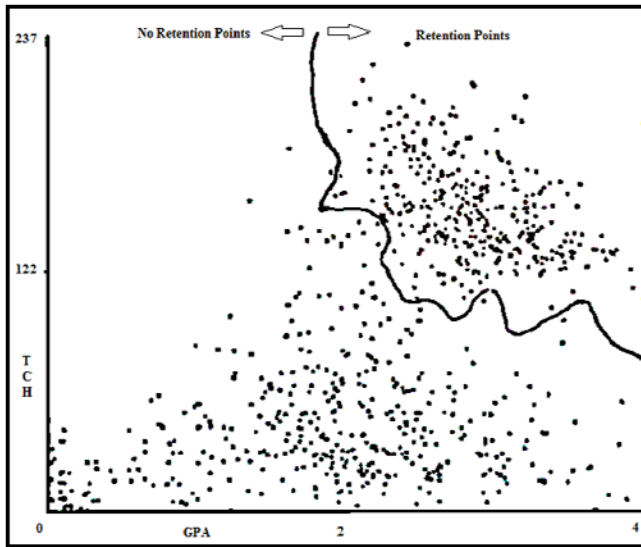 No Retention Points
Retention Points
237
122
T
C
H
0
GPA
2
4